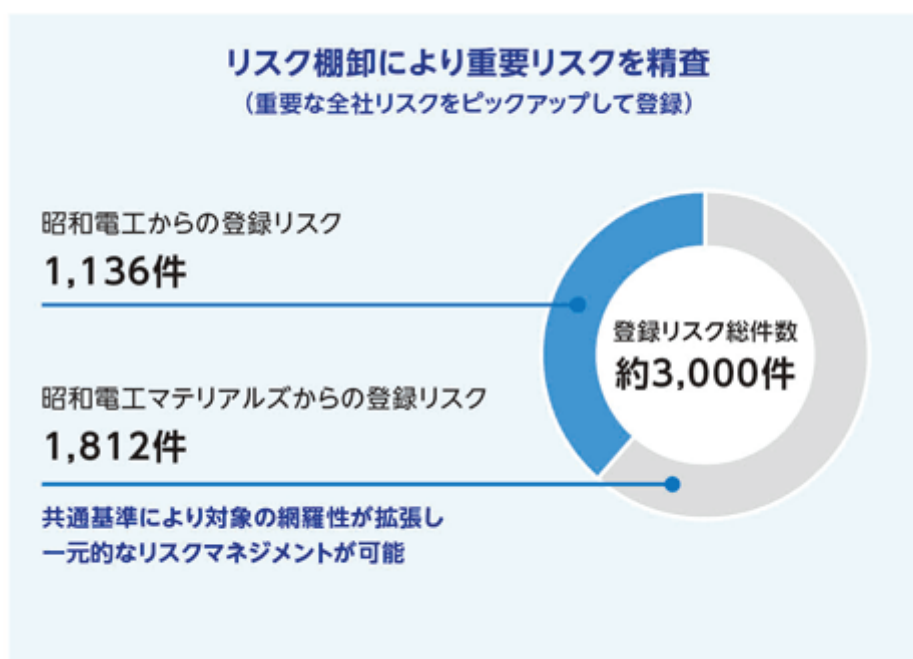 リスク棚卸により重要リスクを精査
（重要な全社リスクをピックアップして登録）
昭和電工からの登録リスク
1,136件
登録リスク総件数
約3,000件
昭和電工マテリアルズからの登録リスク
1,812件
共通基準により対象の網羅性が拡張し
一元的なリスクマネジメントが可能